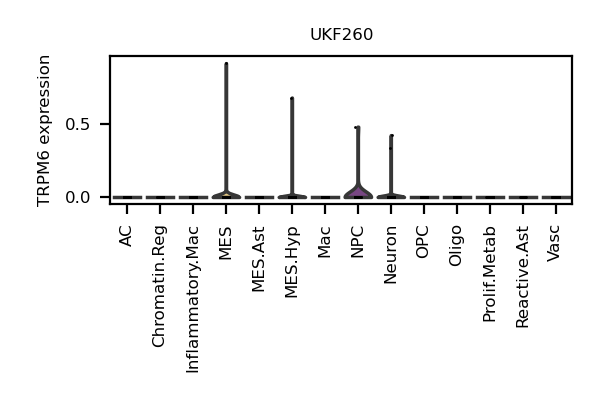 UKF260
TRPM6 expression
0.5
0.0
AC
Chromatin.Reg
Inflammatory.Mac
MES
MES.Ast
MES.Hyp
Mac
NPC
Neuron
OPC
Oligo
Prolif.Metab
Reactive.Ast
Vasc